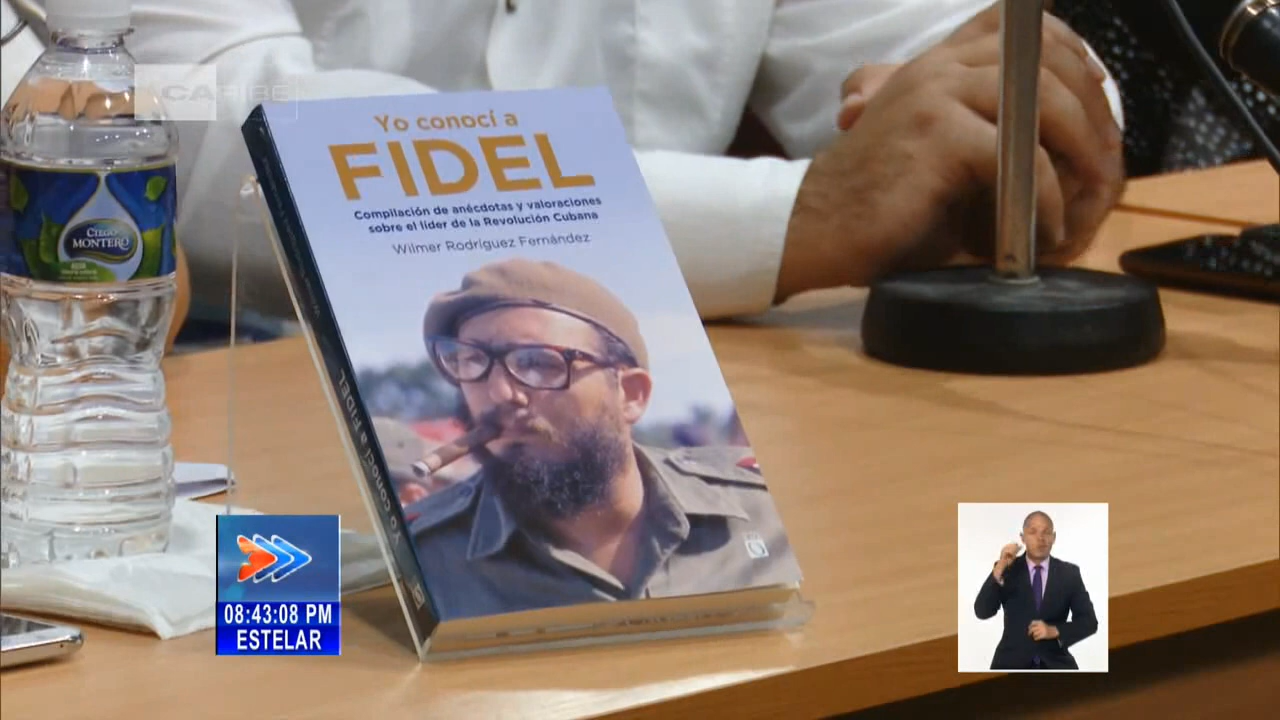 CARIBE
Yo conocí a
FIDEL
Compilación de anécdotas y valoraciones
sobre el líder de la Revolución Cubana
Wilmer Rodríguez Fernández
CIEGO
MONTERO
Yo conocí a FIDEL
08:43:08 PM
ESTELAR